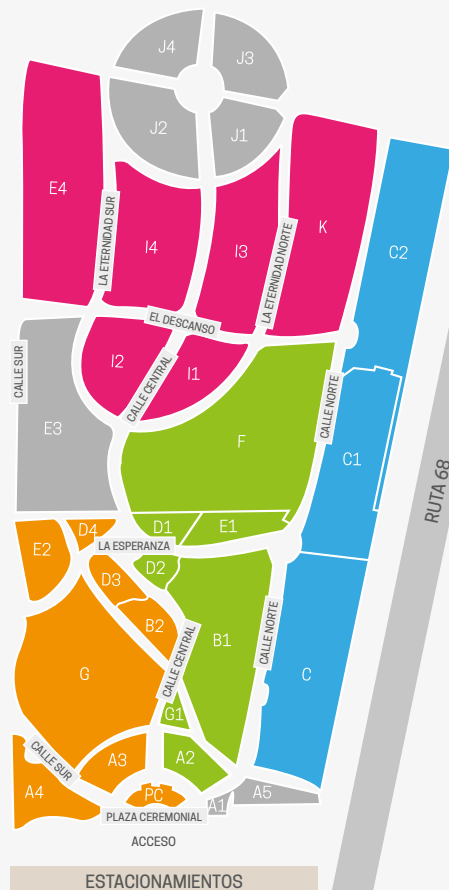 J4
J3
J2
J1
E4
LA ETERNIDAD SUR
I4
I3
LA ETERNIDAD NORTE
K
C2
EL DESCANSO
CALLE SUR
I2
CALLE CENTRAL
I1
CALLE NORTE
E3
F
C1
RUTA 68
D4
D1
E1
E2
LA ESPERANZA
D3
D2
B2
B1
CALLE NORTE
G
CALLE CENTRAL
C
G1
CALLE SUR
A3
A2
A4
PC
A1
A5
PLAZA CEREMONIAL
ACCESO
ESTACIONAMIENTOS